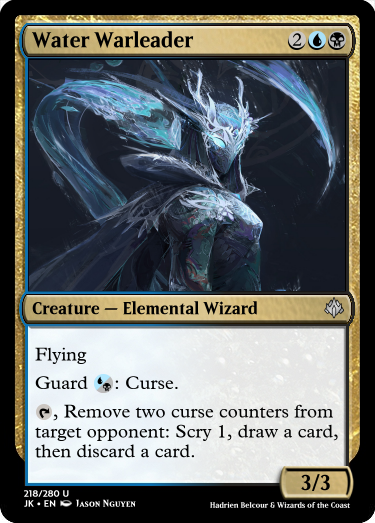 Water Warleader 2
Creature — Elemental Wizard
Flying
Guard : Curse.
, Remove two curse counters from
target opponent: Scry 1, draw a card,
then discard a card.
3/3
218/280 U
JK • EN Jason Nguyen
Hadrien Belcour & Wizards of the Coast